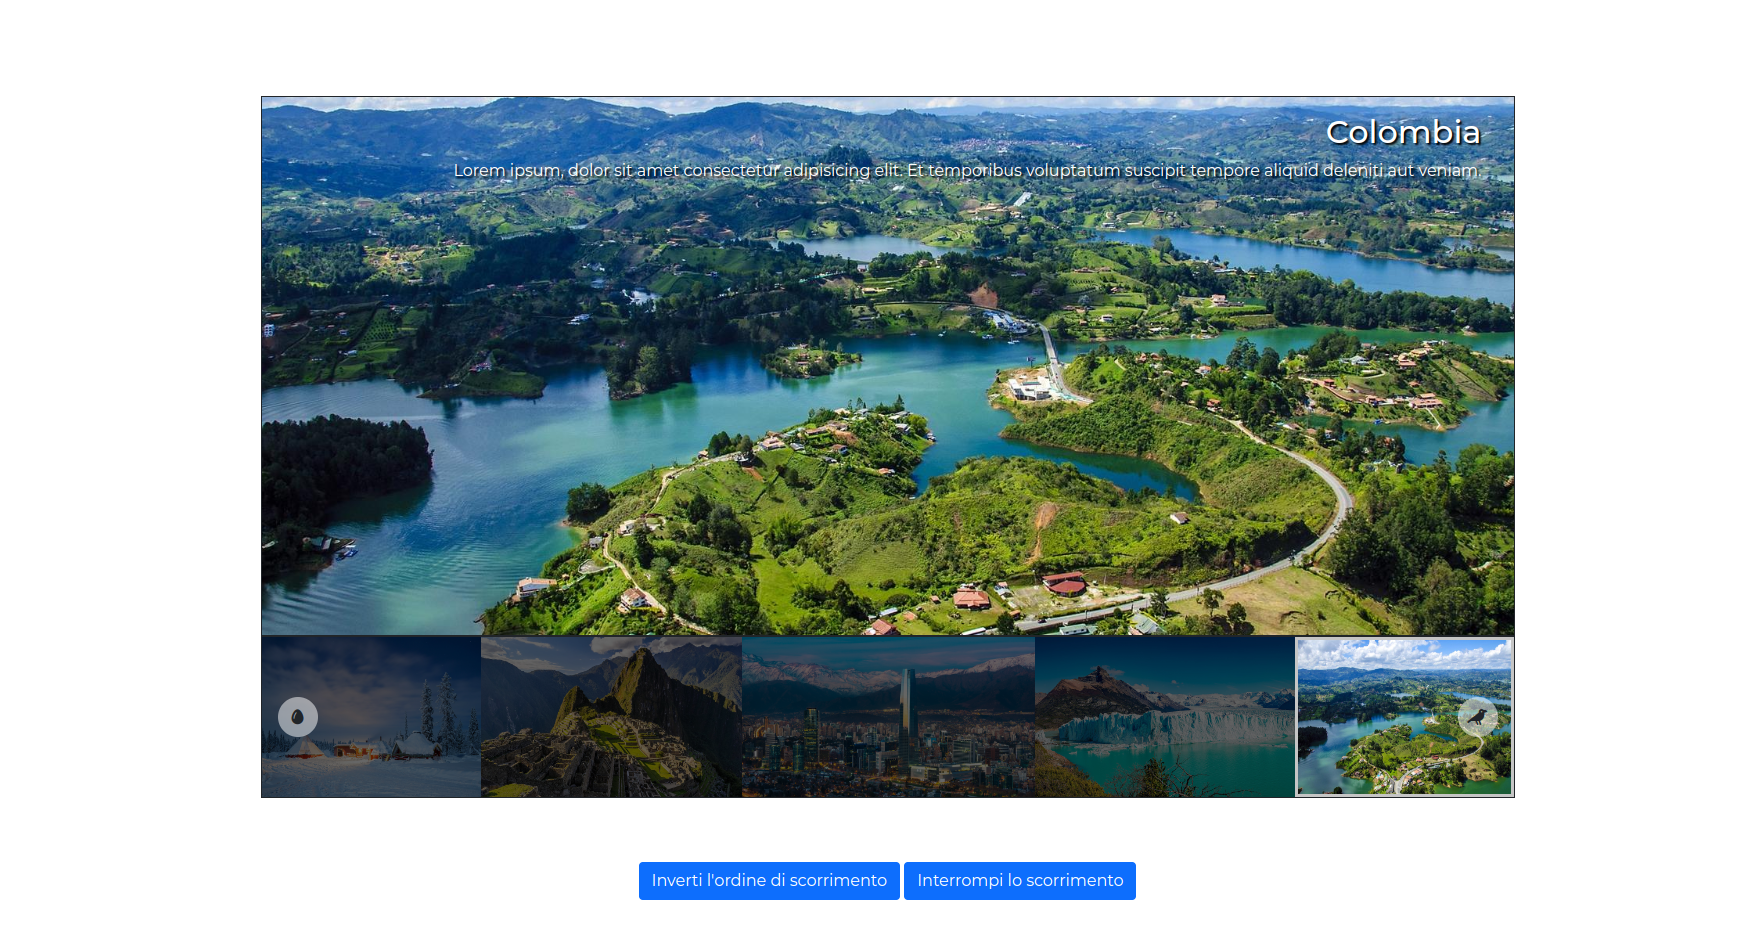 Colombia
Lorem ipsum, dolor sit amet consectetur adipisicing elit. Et temporibus voluptatum suscipit tempore aliquid deleniti aut veniam.
Inverti l'ordine di scorrimento
Interrompi lo scorrimento